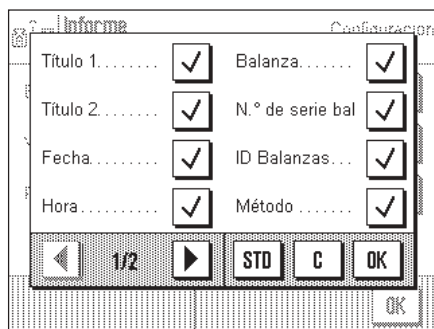 Informe Configuracion
Título 1........ ✓ Balanza....... ✓
Título 2........ ✓ N.° de serie bal ✓
Fecha......... ✓ ID Balanzas... ✓
Hora.......... ✓ Método ....... ✓
1/2 STD C OK
OK